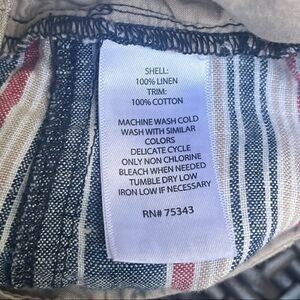 SHELL:
100% LINEN
TRIM:
100% COTTON
MACHINE WASH COLD
WASH WITH SIMILAR
COLORS
DELICATE CYCLE
ONLY NON CHLORINE
BLEACH WHEN NEEDED
TUMBLE DRY LOW
IRON LOW IF NECESSARY
RN# 75343